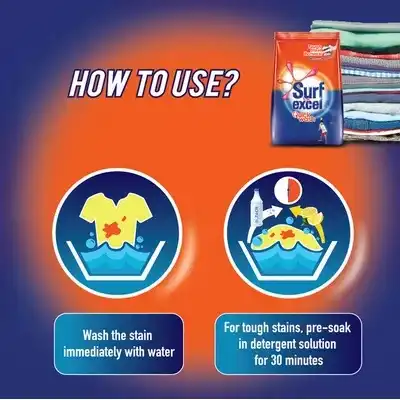 HOW TO USE?
Surf
excel
Wash the stain
immediately with water
For tough stains, pre-soak
in detergent solution
for 30 minutes